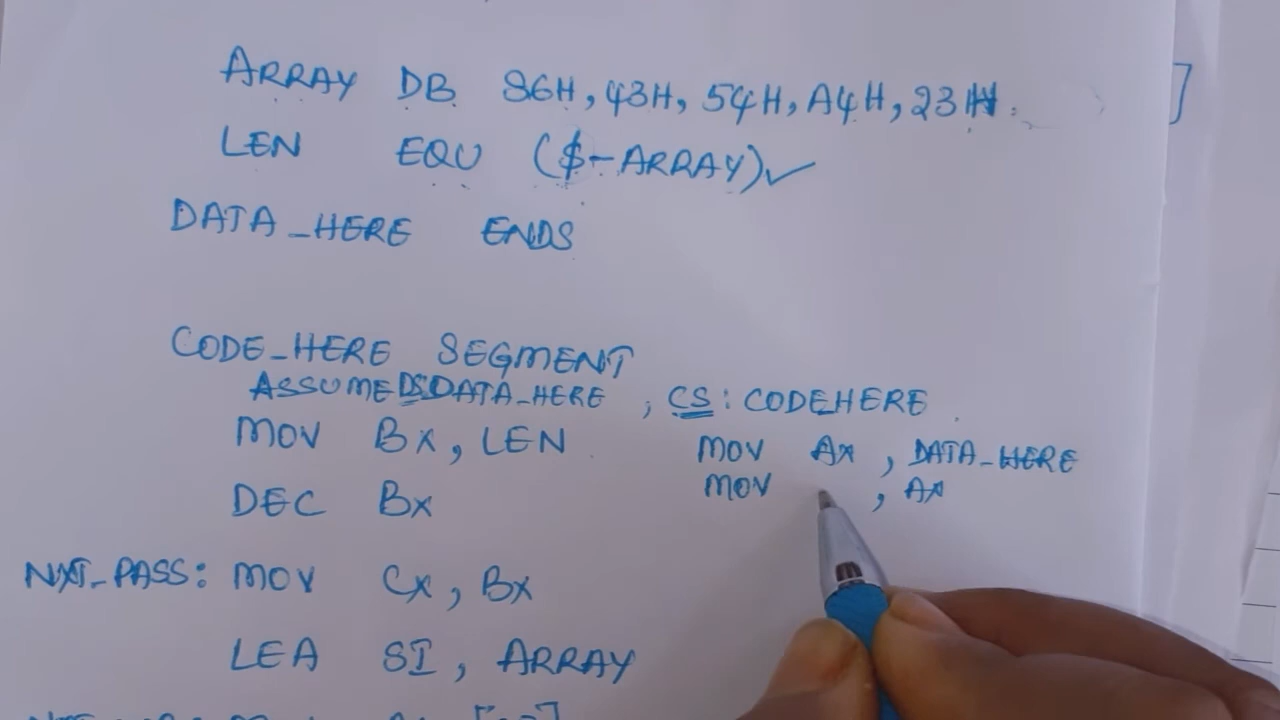 ARRAY DB 86H, 43H, 54H, A4H, 23H
LEN EQU ($-ARRAY)
DATA_HERE ENDS
CODE_HERE SEGMENT
ASSUME DS:DATA_HERE, CS: CODEHERE
MOV BX, LEN
MOV AX, DATA_HERE
DEC BX
MOV , AX
NXT_PASS: MOV CX, BX
LEA SI, ARRAY